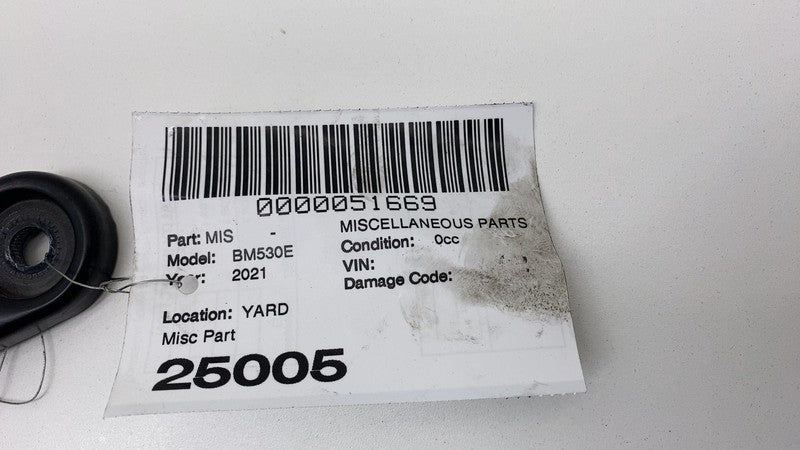 0000051669
Part: MIS - MISCELLANEOUS PARTS
Model: BM530E Condition: 0cc
Year: 2021 VIN:
Damage Code:
Location: YARD
Misc Part
25005